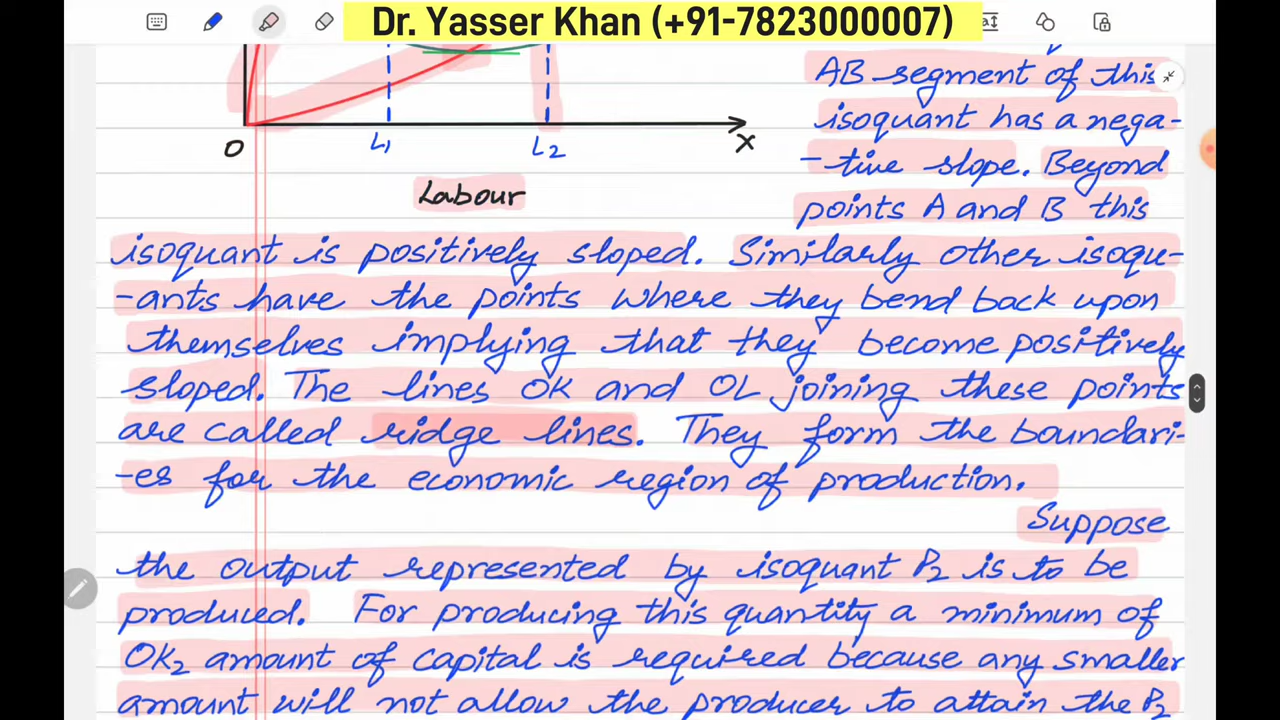 Dr. Yasser Khan (+91-7823000007)
AB segment of this
isoquant has a nega-
-tive slope. Beyond
O
L1
L2
X
Labour
points A and B this
isoquant is positively sloped. Similarly other isoqu-
-ants have the points where they bend back upon
themselves implying that they become positively
sloped. The lines OK and OL joining these points
are called ridge lines. They form the boundari-
-es for the economic region of production.
Suppose
the output represented by isoquant P2 is to be
produced. For producing this quantity a minimum of
OK2 amount of capital is required because any smaller
amount will not allow the producer to attain the P2